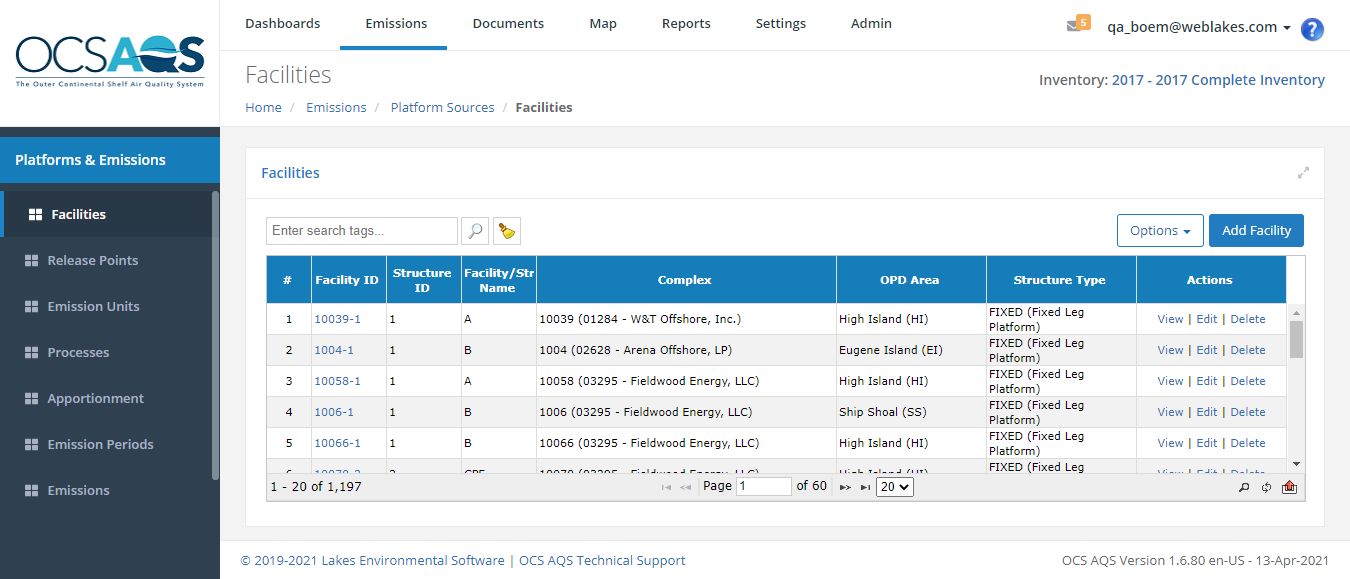 OCSAQS
The Outer Continental Shelf Air Quality System
Dashboards Emissions Documents Map Reports Settings Admin
5 qa_boem@weblakes.com ?
Facilities
Inventory: 2017 - 2017 Complete Inventory
Home / Emissions / Platform Sources / Facilities
Platforms & Emissions
Facilities
Release Points
Emission Units
Processes
Apportionment
Emission Periods
Emissions
Facilities
Enter search tags...
Options Add Facility
# Facility ID Structure ID Facility/Str Name Complex OPD Area Structure Type Actions
1 10039-1 1 A 10039 (01284 - W&T Offshore, Inc.) High Island (HI) FIXED (Fixed Leg Platform) View | Edit | Delete
2 1004-1 1 B 1004 (02628 - Arena Offshore, LP) Eugene Island (EI) FIXED (Fixed Leg Platform) View | Edit | Delete
3 10058-1 1 A 10058 (03295 - Fieldwood Energy, LLC) High Island (HI) FIXED (Fixed Leg Platform) View | Edit | Delete
4 1006-1 1 B 1006 (03295 - Fieldwood Energy, LLC) Ship Shoal (SS) FIXED (Fixed Leg Platform) View | Edit | Delete
5 10066-1 1 B 10066 (03295 - Fieldwood Energy, LLC) High Island (HI) FIXED (Fixed Leg Platform) View | Edit | Delete
FIXED (Fixed Leg
1 - 20 of 1,197 Page 1 of 60 20
© 2019-2021 Lakes Environmental Software | OCS AQS Technical Support
OCS AQS Version 1.6.80 en-US - 13-Apr-2021